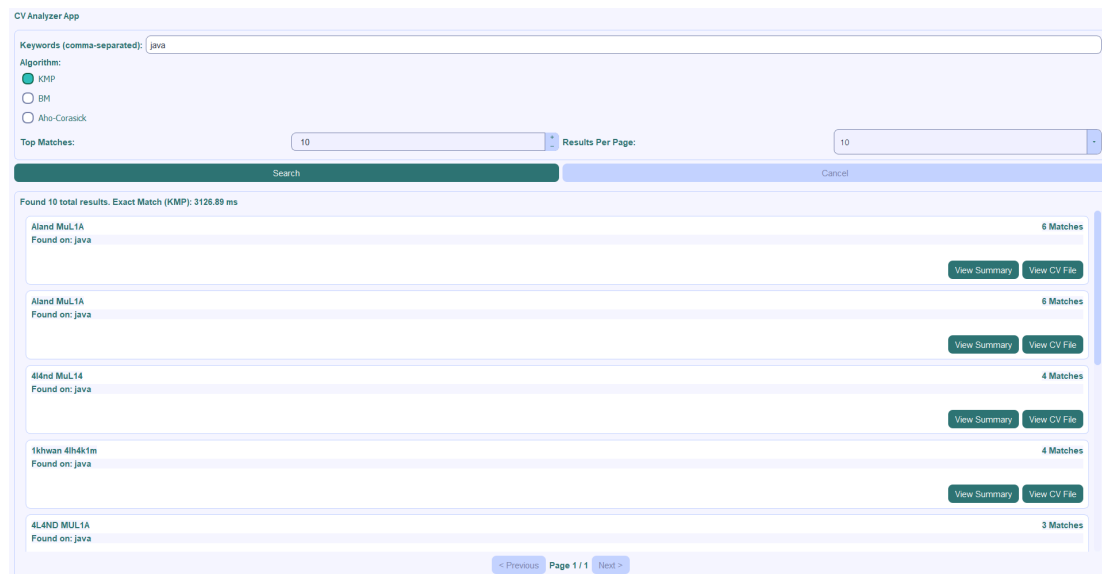 CV Analyzer App
Keywords (comma-separated): java
Algorithm:
KMP
BM
Aho-Corasick
Top Matches: 10 Results Per Page: 10
Search Cancel
Found 10 total results. Exact Match (KMP): 3126.89 ms
Aland MuL1A 6 Matches
Found on: java
View Summary View CV File
Aland MuL1A 6 Matches
Found on: java
View Summary View CV File
4l4nd MuL14 4 Matches
Found on: java
View Summary View CV File
1khwan 4lh4k1m 4 Matches
Found on: java
View Summary View CV File
4L4ND MUL1A 3 Matches
Found on: java
< Previous Page 1 / 1 Next >